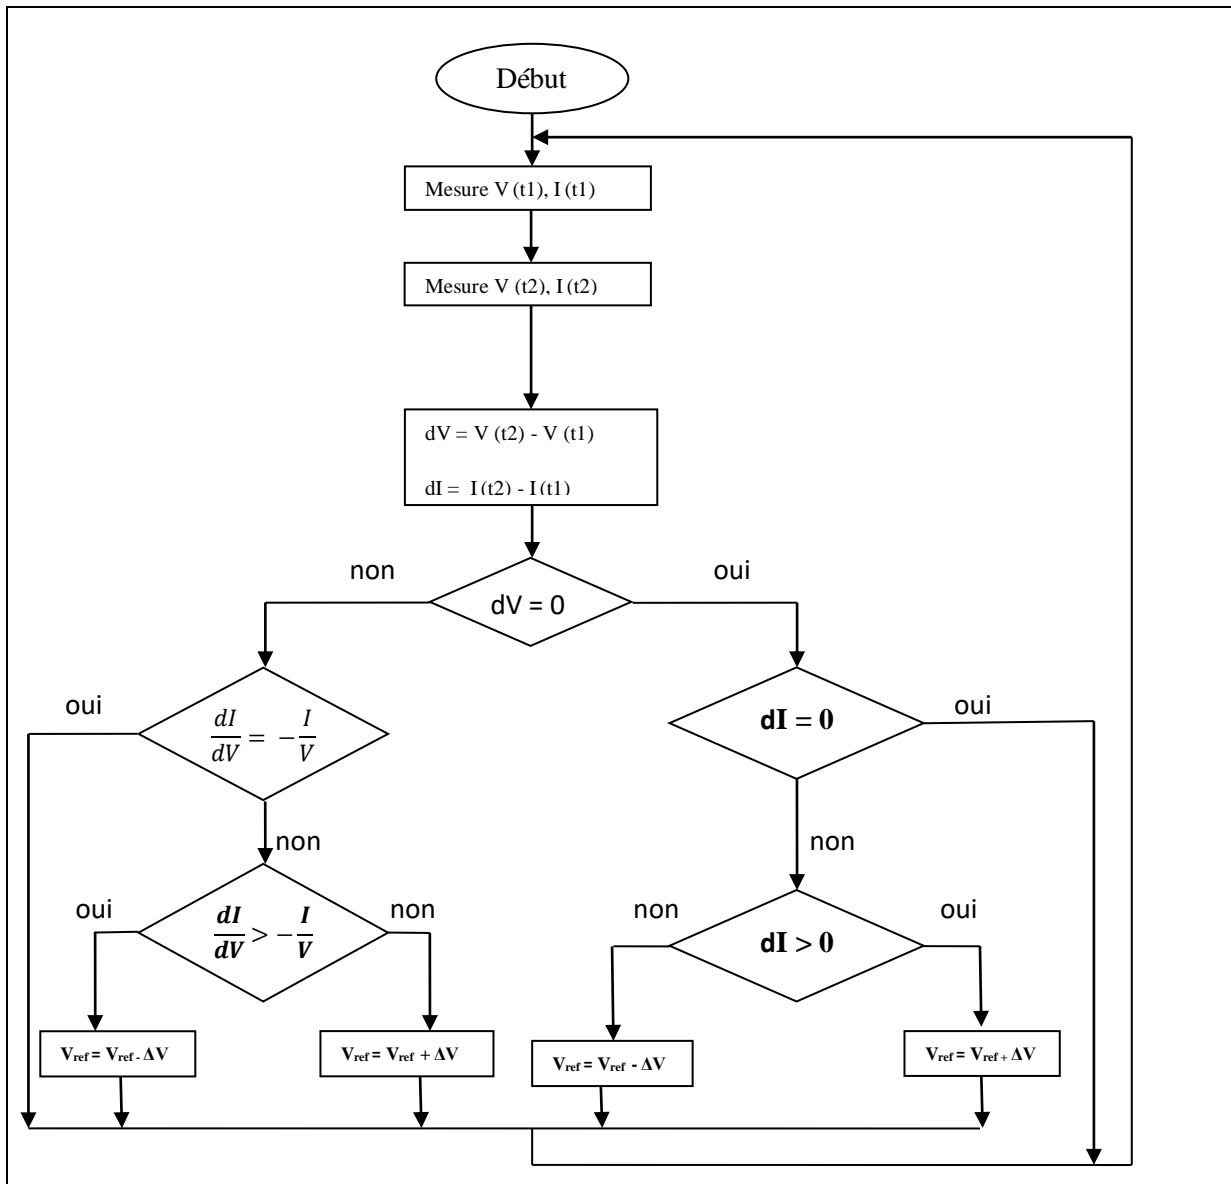 Début
Mesure V (t1), I (t1)
Mesure V (t2), I (t2)
dV = V (t2) - V (t1)
dI = I (t2) - I (t1)
non
oui
dV = 0
oui
dI/dV = - I/V
dI = 0
oui
non
non
oui
dI/dV > - I/V
non
non
dI > 0
oui
Vref = Vref - ΔV
Vref = Vref + ΔV
Vref = Vref - ΔV
Vref = Vref + ΔV